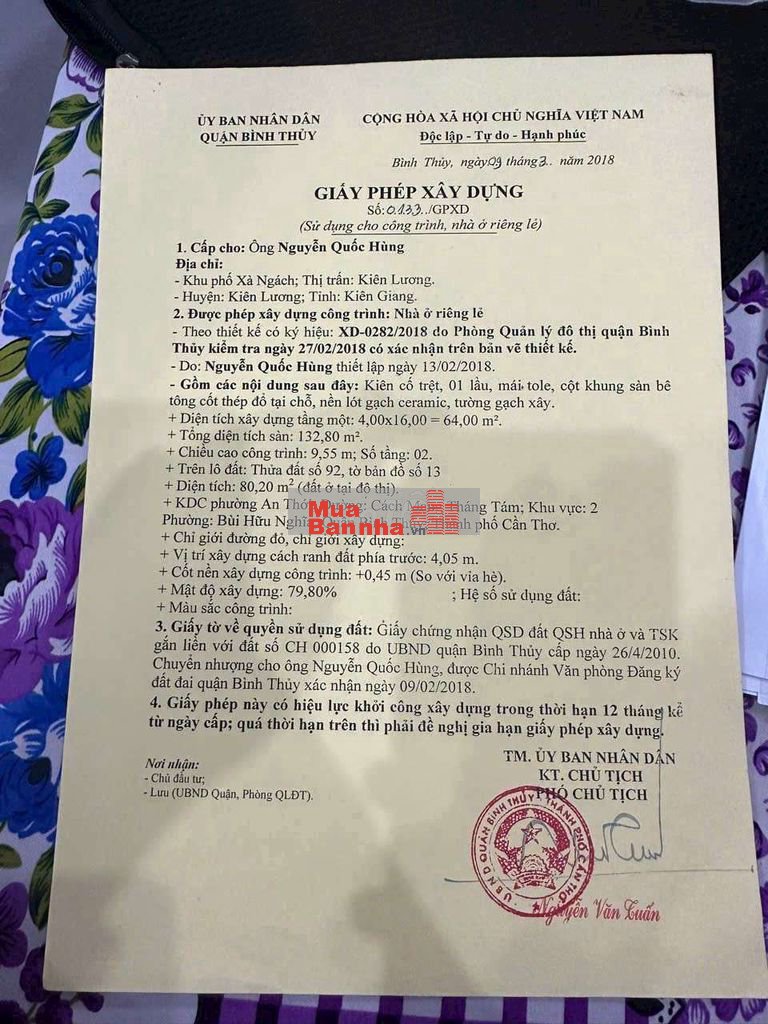 ỦY BAN NHÂN DÂN
QUẬN BÌNH THỦY
CỘNG HÒA XÃ HỘI CHỦ NGHĨA VIỆT NAM
Độc lập - Tự do - Hạnh phúc
Bình Thủy, ngày 09 tháng 3.. năm 2018
GIẤY PHÉP XÂY DỰNG
Số: 0133../GPXD
(Sử dụng cho công trình, nhà ở riêng lẻ)
1. Cấp cho: Ông Nguyễn Quốc Hùng
Địa chỉ:
- Khu phố Xà Ngách; Thị trấn: Kiên Lương.
- Huyện: Kiên Lương; Tỉnh: Kiên Giang.
2. Được phép xây dựng công trình: Nhà ở riêng lẻ
- Theo thiết kế có ký hiệu: XD-0282/2018 do Phòng Quản lý đô thị quận Bình
Thủy kiểm tra ngày 27/02/2018 có xác nhận trên bản vẽ thiết kế.
- Do: Nguyễn Quốc Hùng thiết lập ngày 13/02/2018.
- Gồm các nội dung sau đây: Kiên cố trệt, 01 lầu, mái tole, cột khung sàn bê
tông cốt thép đổ tại chỗ, nền lót gạch ceramic, tường gạch xây.
+ Diện tích xây dựng tầng một: 4,00x16,00 = 64,00 m².
+ Tổng diện tích sàn: 132,80 m².
+ Chiều cao công trình: 9,55 m; Số tầng: 02.
+ Trên lô đất: Thửa đất số 92, tờ bản đồ số 13
+ Diện tích: 80,20 m² (đất ở tại đô thị).
+ KDC phường An Thới; Cách Tháng Tám; Khu vực: 2
Phường: Bùi Hữu Nghĩa phố Cần Thơ.
Mua
Bannha.vn
+ Chỉ giới đường đỏ, chỉ giới xây dựng:
+ Vị trí xây dựng cách ranh đất phía trước: 4,05 m.
+ Cốt nền xây dựng công trình: +0,45 m (So với vỉa hè).
+ Mật độ xây dựng: 79,80% ; Hệ số sử dụng đất:
+ Màu sắc công trình:
3. Giấy tờ về quyền sử dụng đất: Giấy chứng nhận QSD đất QSH nhà ở và TSK
gắn liền với đất số CH 000158 do UBND quận Bình Thủy cấp ngày 26/4/2010.
Chuyển nhượng cho ông Nguyễn Quốc Hùng, được Chi nhánh Văn phòng Đăng ký
đất đai quận Bình Thủy xác nhận ngày 09/02/2018.
4. Giấy phép này có hiệu lực khởi công xây dựng trong thời hạn 12 tháng kể
từ ngày cấp; quá thời hạn trên thì phải đề nghị gia hạn giấy phép xây dựng.
Nơi nhận:
- Chủ đầu tư;
- Lưu (UBND Quận, Phòng QLĐT).
TM. ỦY BAN NHÂN DÂN
KT. CHỦ TỊCH
PHÓ CHỦ TỊCH
U.B.N.D QUẬN BÌNH THỦY - THÀNH PHỐ CẦN THƠ
Nguyễn Văn Tuấn